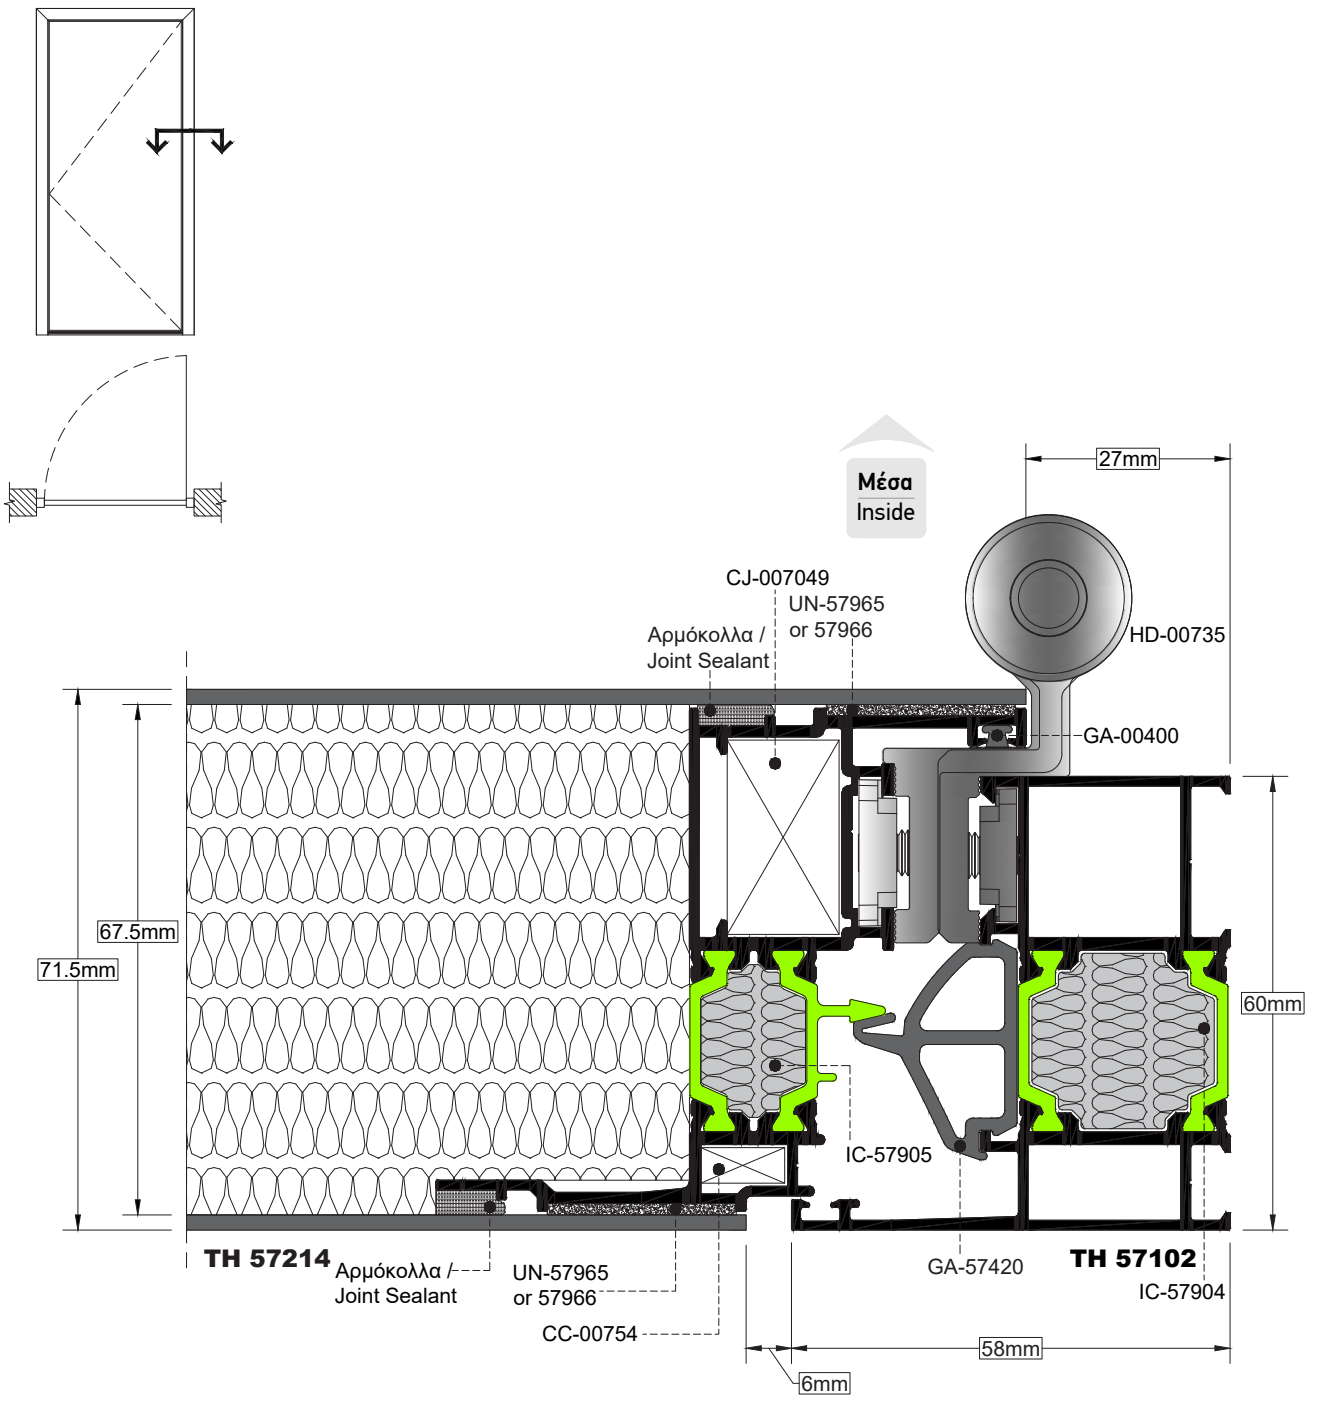 27mm
Μέσα
Inside
CJ-007049
UN-57965
or 57966
Αρμόκολλα /
Joint Sealant
HD-00735
GA-00400
67.5mm
71.5mm
60mm
IC-57905
TH 57214
Αρμόκολλα /
Joint Sealant
UN-57965
or 57966
CC-00754
GA-57420
TH 57102
IC-57904
58mm
6mm